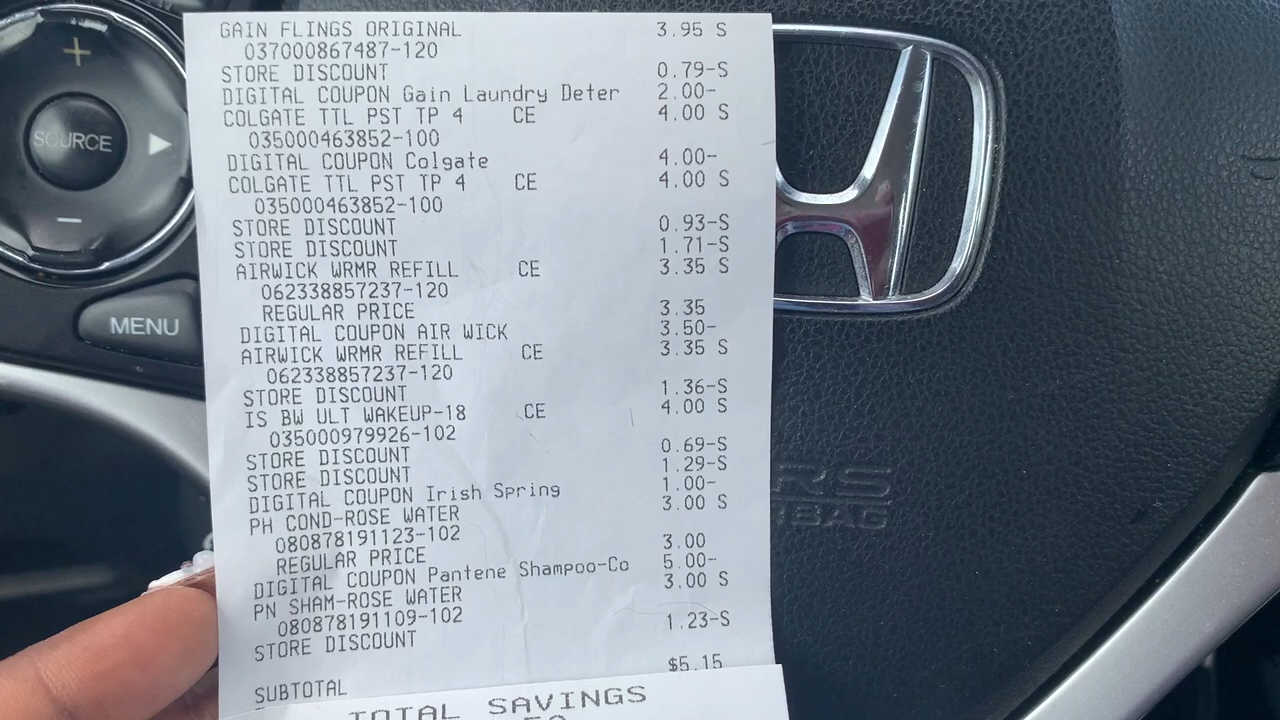 GAIN FLINGS ORIGINAL 3.95 S
037000867487-120
STORE DISCOUNT 0.79-S
DIGITAL COUPON Gain Laundry Deter 2.00-
COLGATE TTL PST TP 4 CE 4.00 S
035000463852-100
DIGITAL COUPON Colgate 4.00-
COLGATE TTL PST TP 4 CE 4.00 S
035000463852-100
STORE DISCOUNT 0.93-S
STORE DISCOUNT 1.71-S
AIRWICK WRMR REFILL CE 3.35 S
062338857237-120
REGULAR PRICE 3.35
DIGITAL COUPON AIR WICK 3.50-
AIRWICK WRMR REFILL CE 3.35 S
062338857237-120
STORE DISCOUNT 1.36-S
IS BW ULT WAKEUP-18 CE 4.00 S
035000979926-102
STORE DISCOUNT 0.69-S
STORE DISCOUNT 1.29-S
DIGITAL COUPON Irish Spring 1.00-
PH COND-ROSE WATER 3.00 S
080878191123-102
REGULAR PRICE 3.00
DIGITAL COUPON Pantene Shampoo-Co 5.00-
PN SHAM-ROSE WATER 3.00 S
080878191109-102
STORE DISCOUNT 1.23-S
SUBTOTAL $5.15
TOTAL SAVINGS
+
SOURCE
−
MENU
RS
BAG